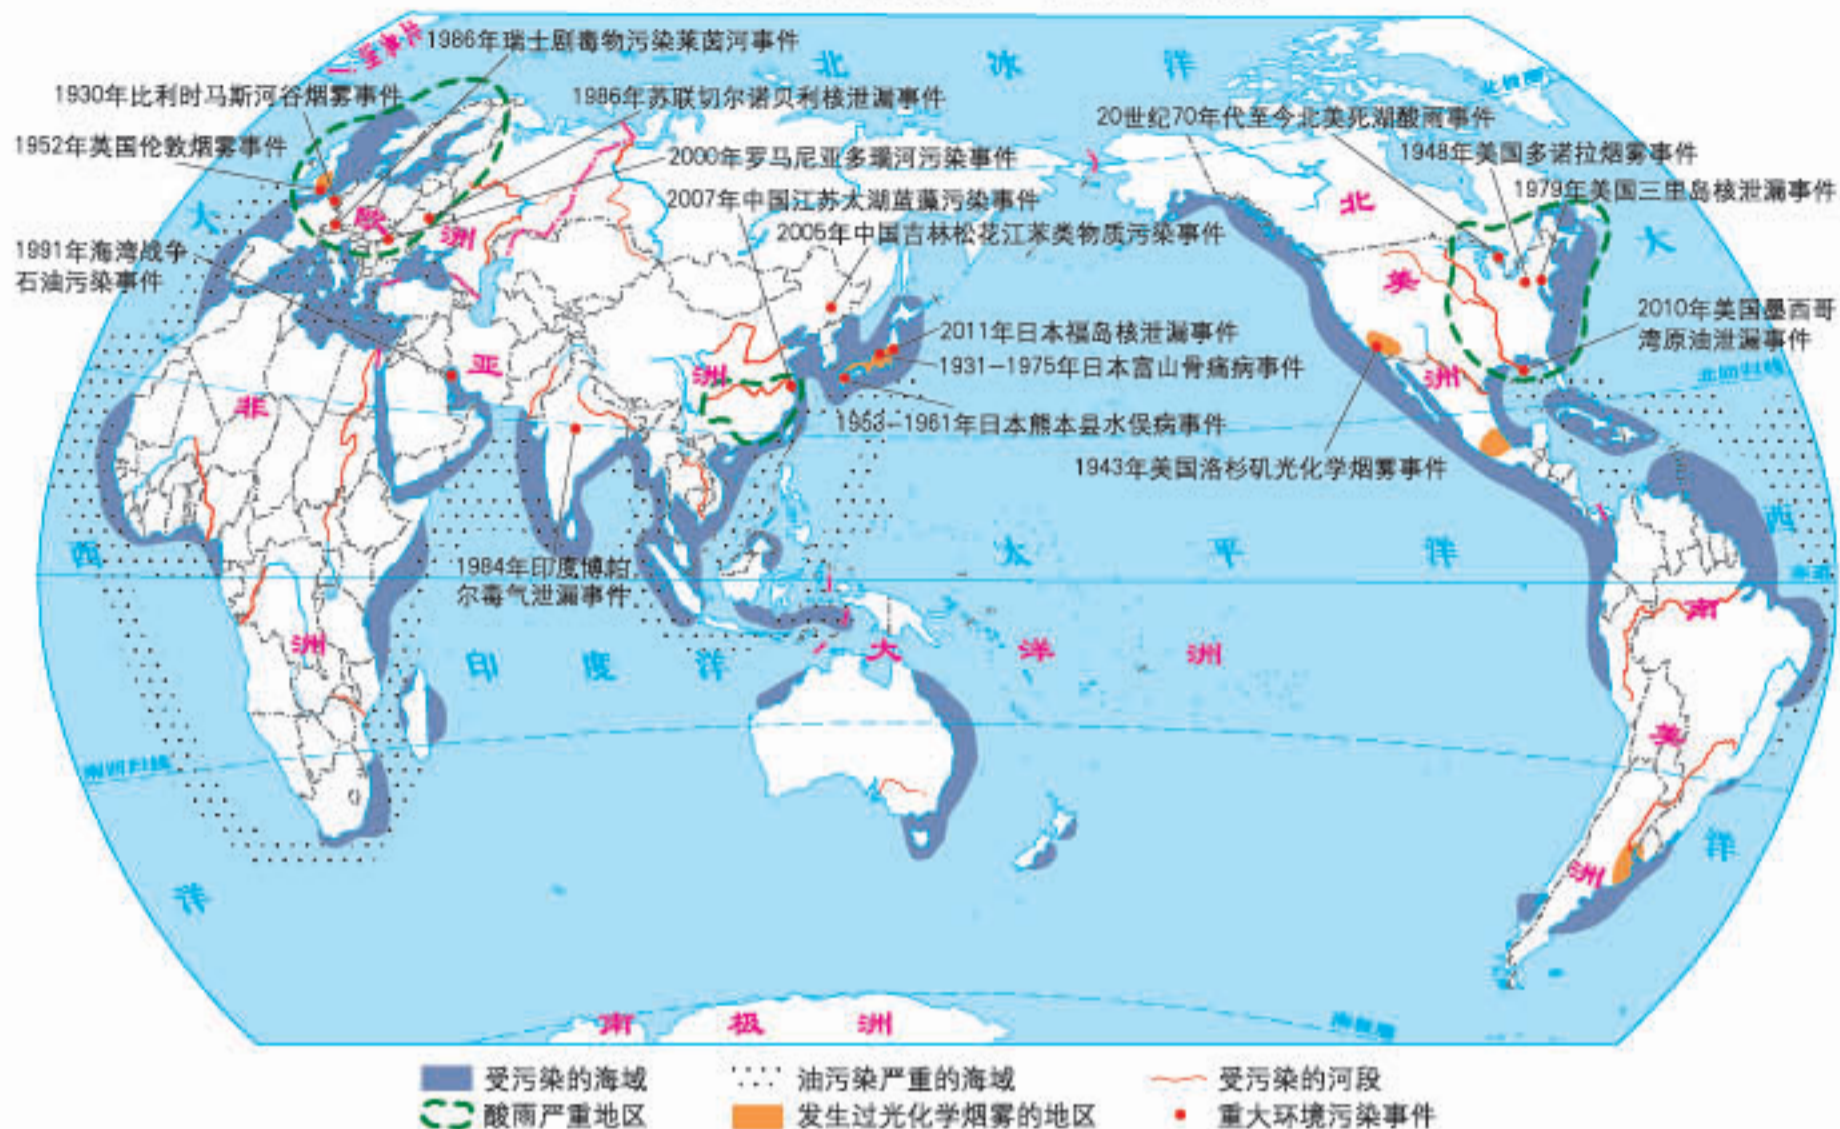 北冰洋
1986年瑞士剧毒物污染莱茵河事件
1930年比利时马斯河谷烟雾事件
1986年苏联切尔诺贝利核泄漏事件
1952年英国伦敦烟雾事件
2000年罗马尼亚多瑙河污染事件
20世纪70年代至今北美死湖酸雨事件
1948年美国多诺拉烟雾事件
1979年美国三里岛核泄漏事件
2007年中国江苏太湖蓝藻污染事件
2005年中国吉林松花江苯类物质污染事件
1991年海湾战争
石油污染事件
2010年美国墨西哥
湾原油泄漏事件
2011年日本福岛核泄漏事件
1931-1975年日本富山骨痛病事件
1953-1961年日本熊本县水俣病事件
1943年美国洛杉矶光化学烟雾事件
1984年印度博帕
尔毒气泄漏事件
北极圈
北回归线
南回归线
南极圈
欧洲
亚洲
非洲
北美洲
南美洲
大洋洲
南极洲
太平洋
印度洋
大西洋
大西洋
受污染的海域
油污染严重的海域
受污染的河段
酸雨严重地区
发生过光化学烟雾的地区
重大环境污染事件